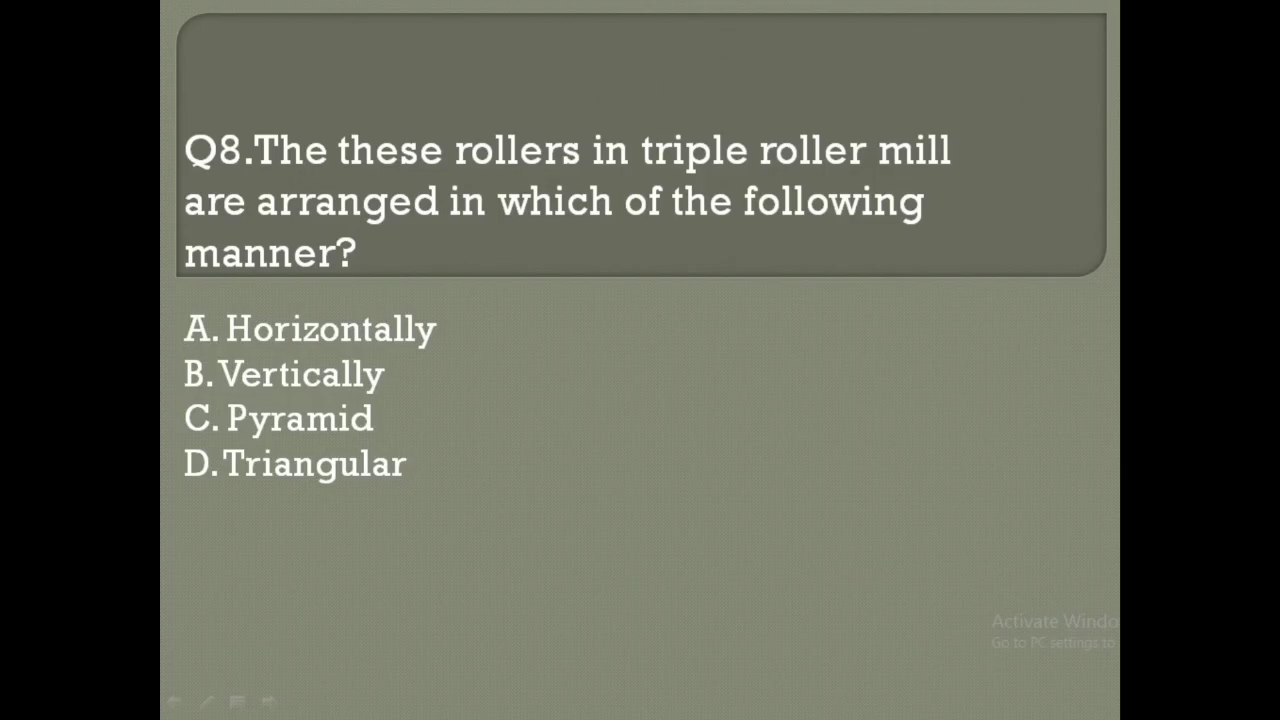 Q8.The these rollers in triple roller mill
are arranged in which of the following
manner?
A. Horizontally
B. Vertically
C. Pyramid
D. Triangular
Activate Windo
Go to PC settings to